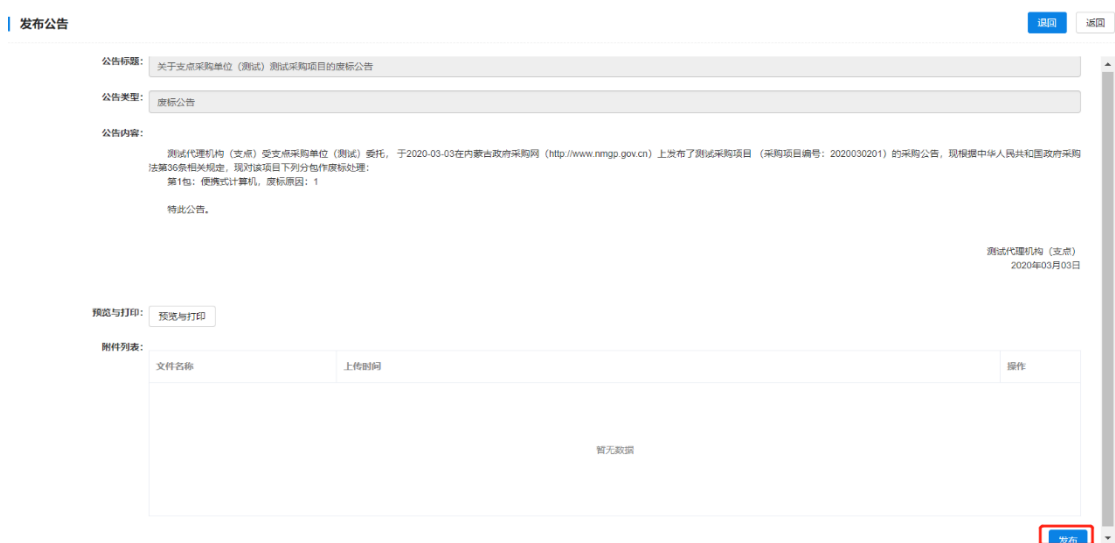 发布公告
退回
返回
公告标题：
关于支点采购单位（测试）测试采购项目的废标公告
公告类型：
废标公告
公告内容：
测试代理机构（支点）受支点采购单位（测试）委托， 于2020-03-03在内蒙古政府采购网（http://www.nmgp.gov.cn）上发布了测试采购项目 （采购项目编号：2020030201）的采购公告，现根据中华人民共和国政府采购
法第36条相关规定，现对该项目下列分包作废标处理：
第1包：便携式计算机，废标原因：1
特此公告。
测试代理机构（支点）
2020年03月03日
预览与打印：
预览与打印
附件列表：
文件名称
上传时间
操作
暂无数据
发布